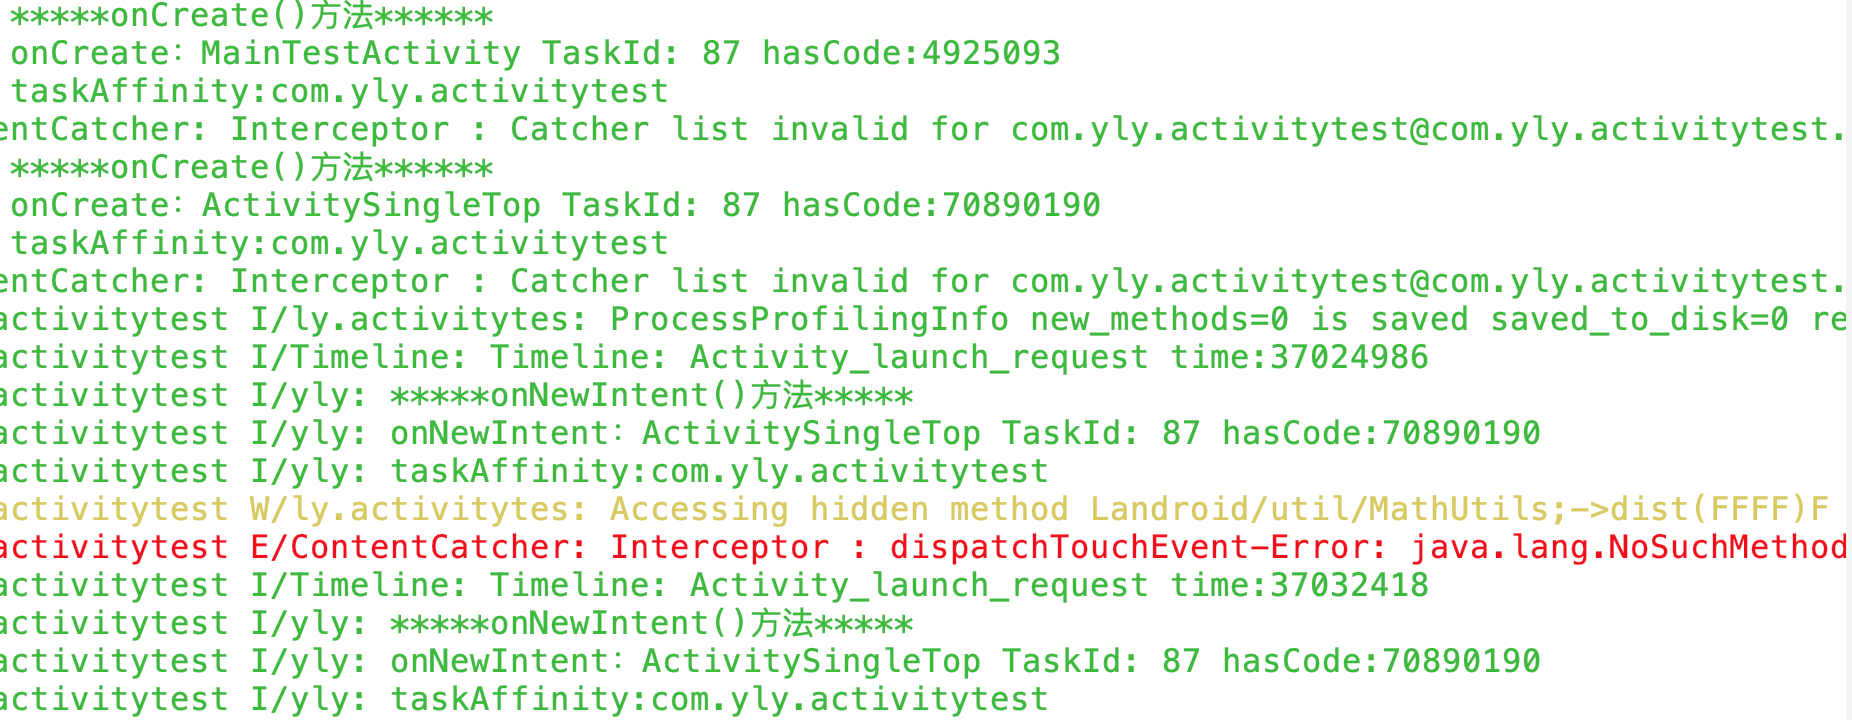 *****onCreate()方法******
onCreate: MainTestActivity TaskId: 87 hasCode:4925093
taskAffinity:com.yly.activitytest
entCatcher: Interceptor : Catcher list invalid for com.yly.activitytest@com.yly.activitytest.
*****onCreate()方法******
onCreate: ActivitySingleTop TaskId: 87 hasCode:70890190
taskAffinity:com.yly.activitytest
entCatcher: Interceptor : Catcher list invalid for com.yly.activitytest@com.yly.activitytest.
activitytest I/ly.activitytes: ProcessProfilingInfo new_methods=0 is saved saved_to_disk=0 re
activitytest I/Timeline: Timeline: Activity_launch_request time:37024986
activitytest I/yly: *****onNewIntent()方法*****
activitytest I/yly: onNewIntent: ActivitySingleTop TaskId: 87 hasCode:70890190
activitytest I/yly: taskAffinity:com.yly.activitytest
activitytest W/ly.activitytes: Accessing hidden method Landroid/util/MathUtils;->dist(FFFF)F
activitytest E/ContentCatcher: Interceptor : dispatchTouchEvent-Error: java.lang.NoSuchMethod
activitytest I/Timeline: Timeline: Activity_launch_request time:37032418
activitytest I/yly: *****onNewIntent()方法*****
activitytest I/yly: onNewIntent: ActivitySingleTop TaskId: 87 hasCode:70890190
activitytest I/yly: taskAffinity:com.yly.activitytest